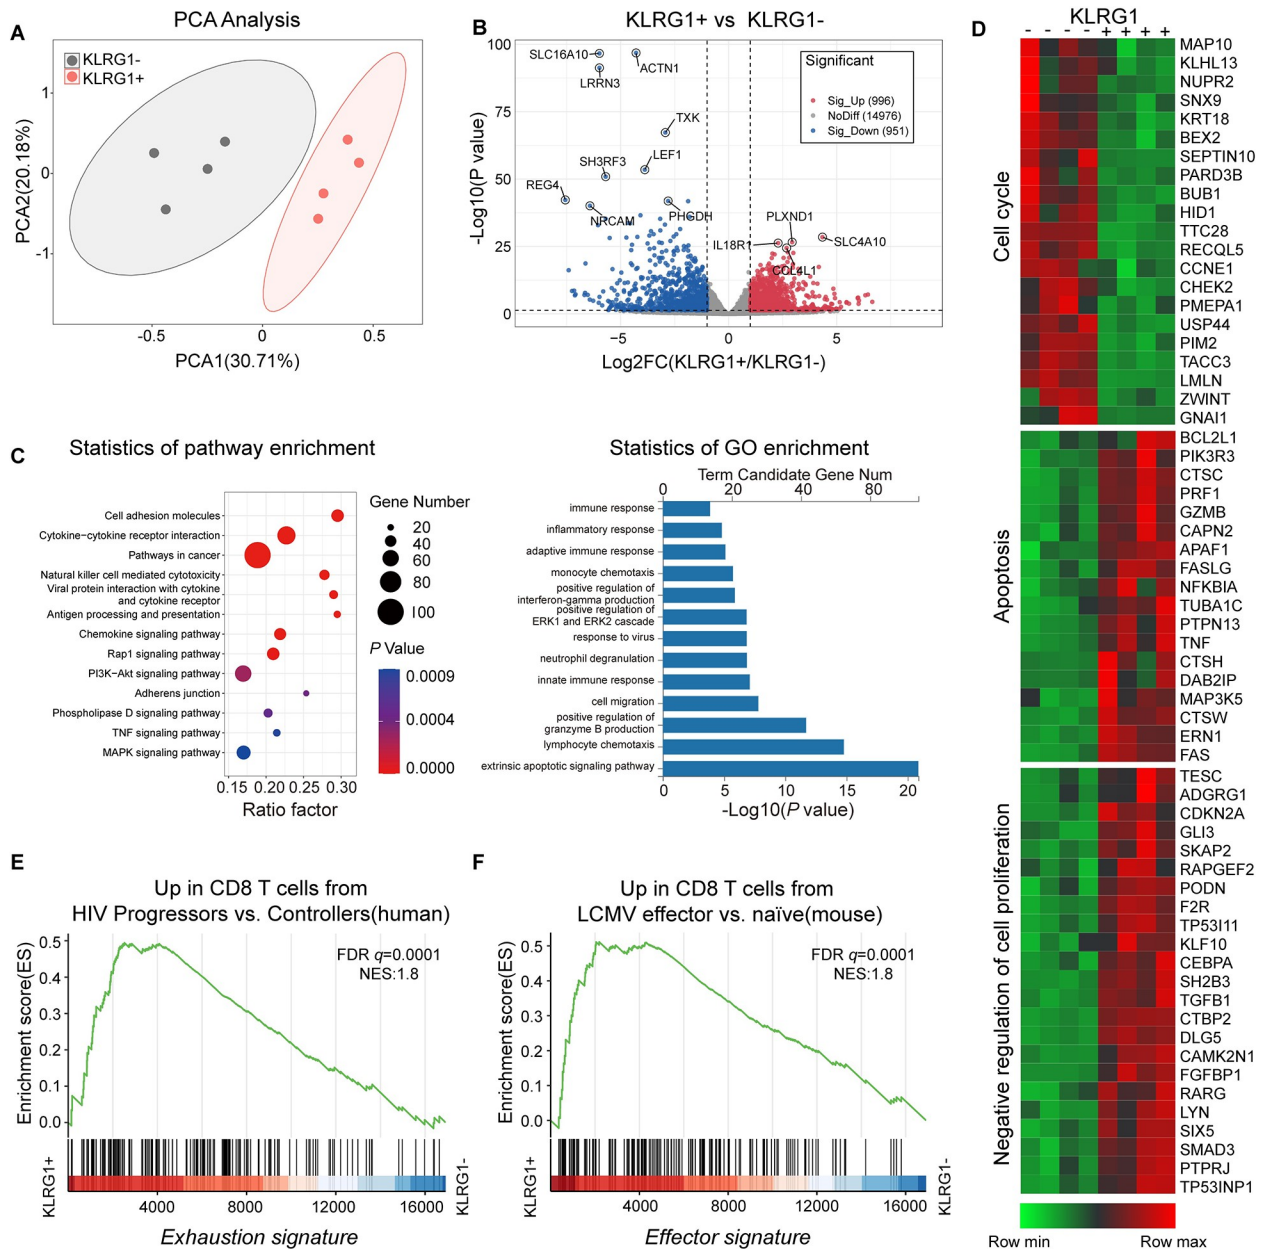 A
PCA Analysis
KLRG1-
KLRG1+
PCA2(20.18%)
1
0
-1
-0.5
0
0.5
PCA1(30.71%)
B
KLRG1+ vs KLRG1-
-Log10(P value)
100
75
50
25
0
SLC16A10
ACTN1
LRRN3
TXK
LEF1
SH3RF3
REG4
NRCAM
PHGDH
PLXND1
IL18R1
SLC4A10
CCL4L1
Significant
Sig_Up (996)
NoDiff (14976)
Sig_Down (951)
−5
0
5
Log2FC(KLRG1+/KLRG1-)
C
Statistics of pathway enrichment
Cell adhesion molecules
Cytokine−cytokine receptor interaction
Pathways in cancer
Natural killer cell mediated cytotoxicity
Viral protein interaction with cytokine
and cytokine receptor
Antigen processing and presentation
Chemokine signaling pathway
Rap1 signaling pathway
PI3K−Akt signaling pathway
Adherens junction
Phospholipase D signaling pathway
TNF signaling pathway
MAPK signaling pathway
0.15 0.20 0.25 0.30
Ratio factor
Gene Number
20
40
60
80
100
P Value
0.0009
0.0004
0.0000
Statistics of GO enrichment
Term Candidate Gene Num
0 20 40 60 80
immune response
inflammatory response
adaptive immune response
monocyte chemotaxis
positive regulation of
interferon-gamma production
positive regulation of
ERK1 and ERK2 cascade
response to virus
neutrophil degranulation
innate immune response
cell migration
positive regulation of
granzyme B production
lymphocyte chemotaxis
extrinsic apoptotic signaling pathway
0 5 10 15 20
-Log10(P value)
D
KLRG1
- - - - + + + +
Cell cycle
MAP10
KLHL13
NUPR2
SNX9
KRT18
BEX2
SEPTIN10
PARD3B
BUB1
HID1
TTC28
RECQL5
CCNE1
CHEK2
PMEPA1
USP44
PIM2
TACC3
LMLN
ZWINT
GNAI1
Apoptosis
BCL2L1
PIK3R3
CTSC
PRF1
GZMB
CAPN2
APAF1
FASLG
NFKBIA
TUBA1C
PTPN13
TNF
CTSH
DAB2IP
MAP3K5
CTSW
ERN1
FAS
Negative regulation of cell proliferation
TESC
ADGRG1
CDKN2A
GLI3
SKAP2
RAPGEF2
PODN
F2R
TP53I11
KLF10
CEBPA
SH2B3
TGFB1
CTBP2
DLG5
CAMK2N1
FGFBP1
RARG
LYN
SIX5
SMAD3
PTPRJ
TP53INP1
Row min
Row max
E
Up in CD8 T cells from
HIV Progressors vs. Controllers(human)
Enrichment score(ES)
0.5
0.4
0.3
0.2
0.1
0.0
FDR q=0.0001
NES:1.8
KLRG1+
KLRG1-
4000 8000 12000 16000
Exhaustion signature
F
Up in CD8 T cells from
LCMV effector vs. naïve(mouse)
Enrichment score(ES)
0.5
0.4
0.3
0.2
0.1
0.0
FDR q=0.0001
NES:1.8
KLRG1+
KLRG1-
4000 8000 12000 16000
Effector signature